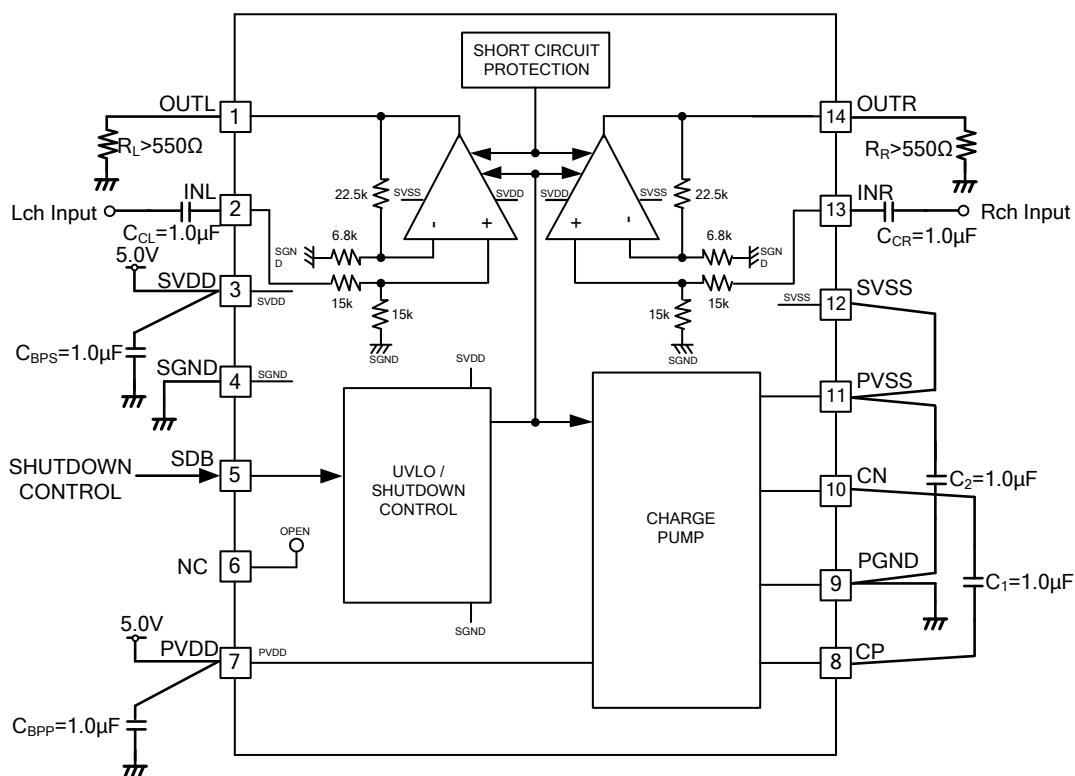 SHORT CIRCUIT
PROTECTION
OUTL
1
14
OUTR
RL>550Ω
RR>550Ω
INL
2
Lch Input
CCL=1.0µF
22.5k
SVSS
SVDD
-
+
6.8k
SGN
D
15k
15k
SGND
SVDD
SVSS
22.5k
+
-
6.8k
SGN
D
15k
15k
SGND
13
INR
Rch Input
CCR=1.0µF
5.0V
SVDD
3
SVDD
CBPS=1.0µF
SVSS
12
SVSS
SGND
4
SGND
11
PVSS
SHUTDOWN
CONTROL
SDB
5
SVDD
UVLO /
SHUTDOWN
CONTROL
SGND
CHARGE
PUMP
10
CN
C2=1.0µF
NC
6
OPEN
9
PGND
C1=1.0µF
5.0V
PVDD
7
PVDD
8
CP
CBPP=1.0µF